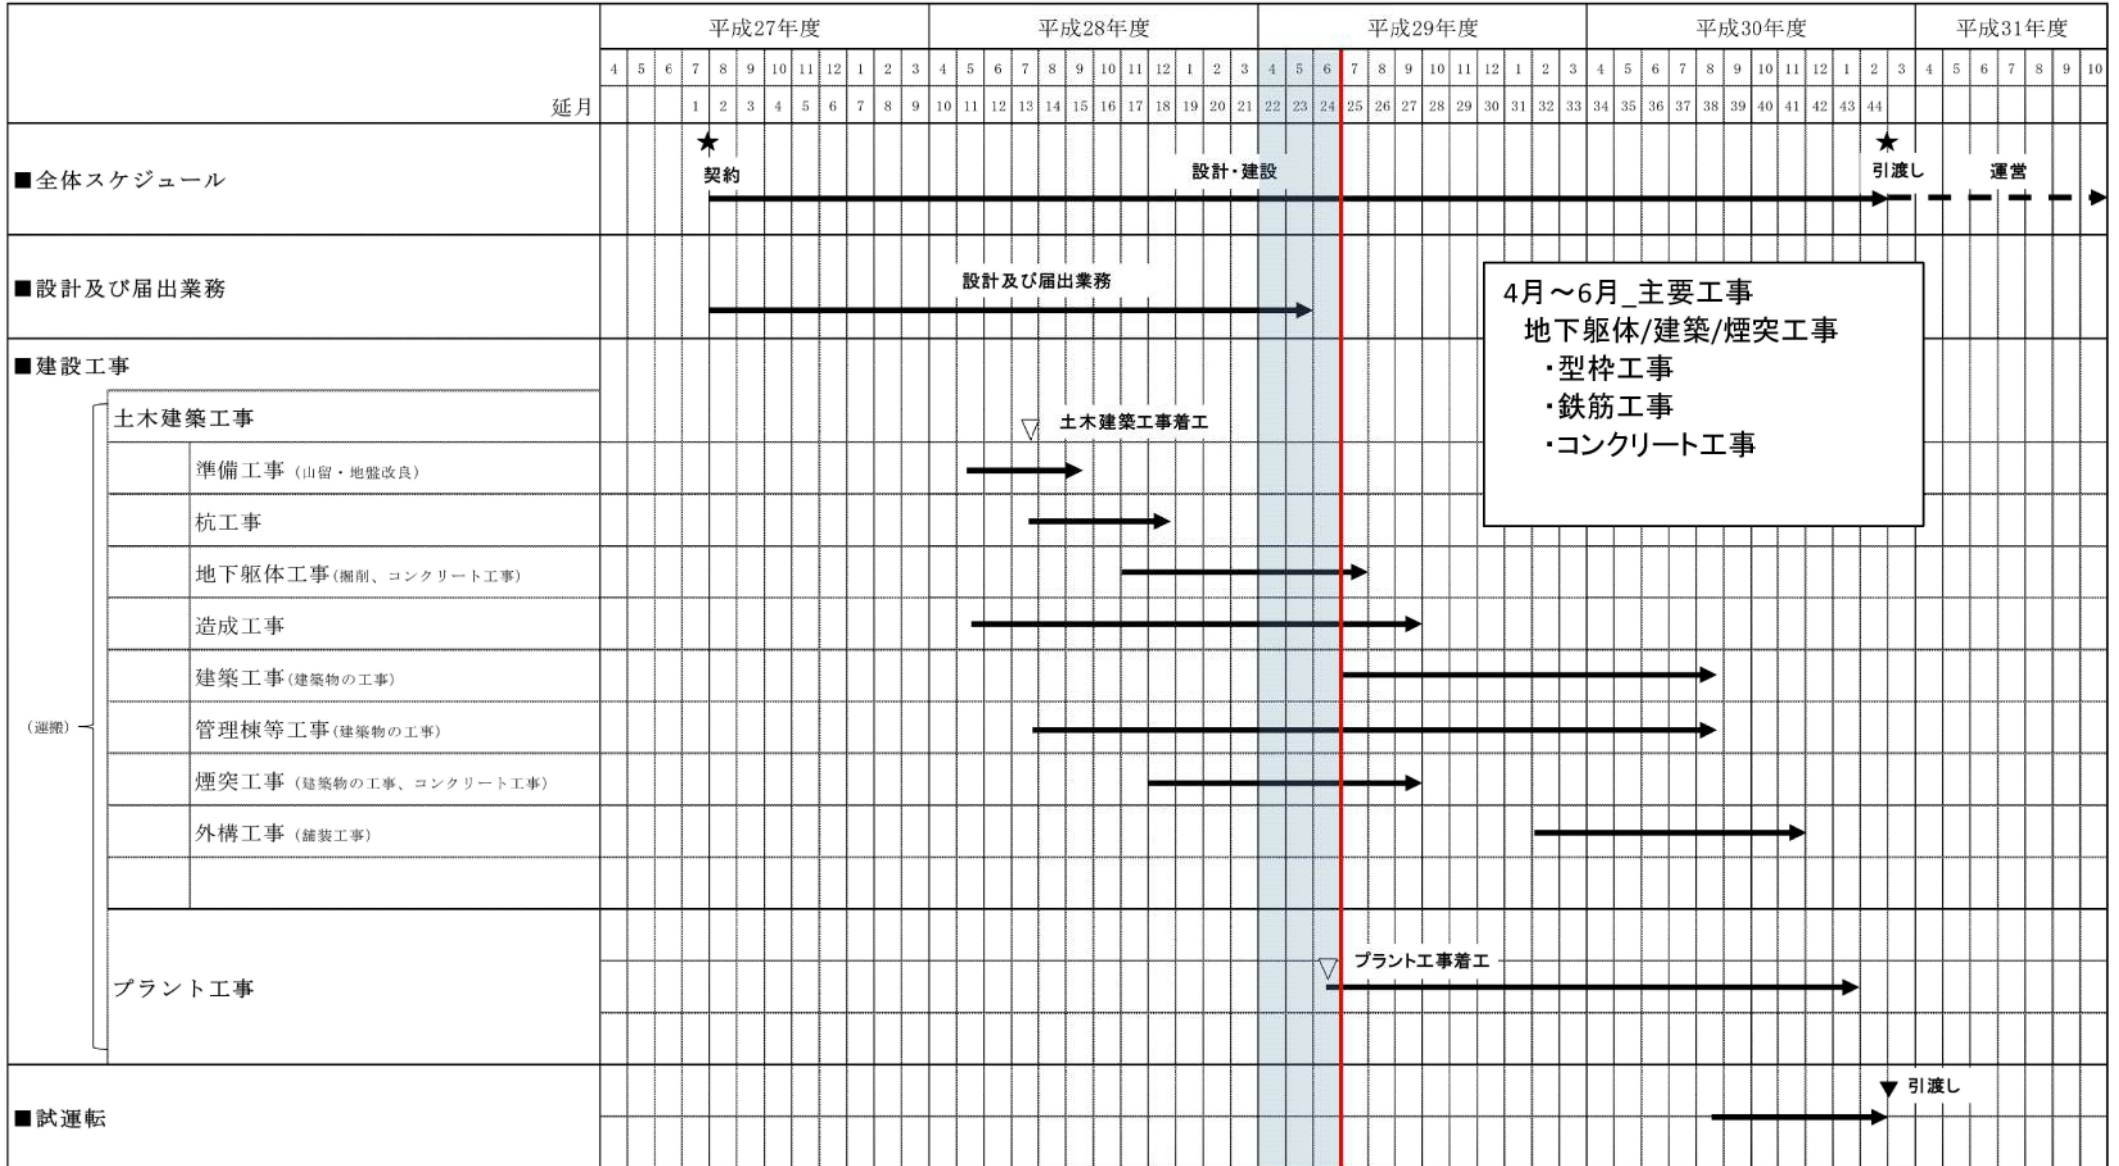 平成27年度 平成28年度 平成29年度 平成30年度 平成31年度
4 5 6 7 8 9 10 11 12 1 2 3 4 5 6 7 8 9 10 11 12 1 2 3 4 5 6 7 8 9 10 11 12 1 2 3 4 5 6 7 8 9 10 11 12 1 2 3 4 5 6 7 8 9 10
延月 1 2 3 4 5 6 7 8 9 10 11 12 13 14 15 16 17 18 19 20 21 22 23 24 25 26 27 28 29 30 31 32 33 34 35 36 37 38 39 40 41 42 43 44
★ ★
■全体スケジュール 契約 設計・建設 引渡し 運営
■設計及び届出業務 設計及び届出業務
4月～6月_主要工事
地下躯体/建築/煙突工事
・型枠工事
・鉄筋工事
・コンクリート工事
■建設工事
土木建築工事 ▽ 土木建築工事着工
準備工事（山留・地盤改良）
杭工事
地下躯体工事(掘削、コンクリート工事)
造成工事
建築工事(建築物の工事)
（運搬）
管理棟等工事(建築物の工事)
煙突工事（建築物の工事、コンクリート工事）
外構工事（舗装工事）
プラント工事 ▽ プラント工事着工
■試運転 ▼ 引渡し